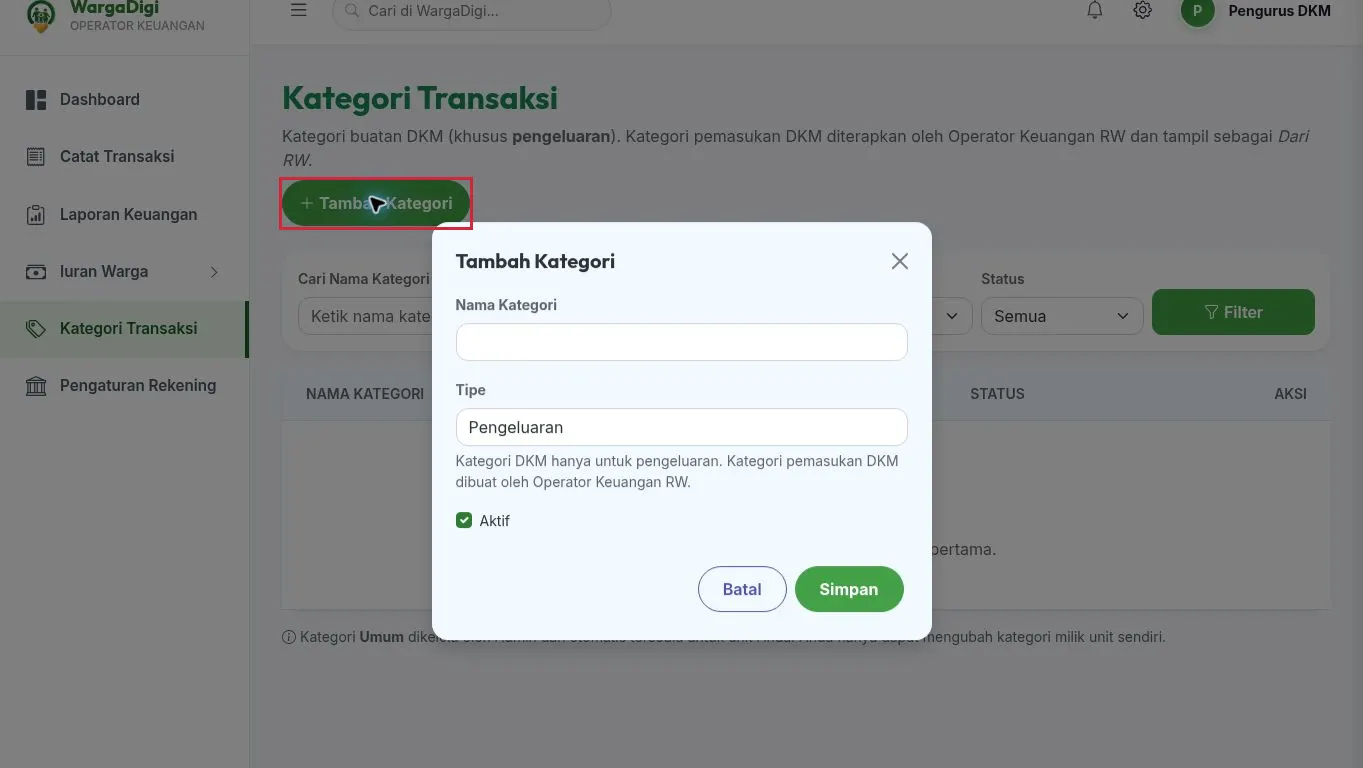 WargaDigi
OPERATOR KEUANGAN
Cari di WargaDigi...
P
Pengurus DKM
Dashboard
Catat Transaksi
Laporan Keuangan
Iuran Warga
Kategori Transaksi
Pengaturan Rekening
Kategori Transaksi
Kategori buatan DKM (khusus pengeluaran). Kategori pemasukan DKM diterapkan oleh Operator Keuangan RW dan tampil sebagai Dari
RW.
+ Tambah Kategori
Cari Nama Kategori
Ketik nama kate
Status
Semua
Filter
NAMA KATEGORI
STATUS
AKSI
pertama.
Tambah Kategori
Nama Kategori
Tipe
Pengeluaran
Kategori DKM hanya untuk pengeluaran. Kategori pemasukan DKM
dibuat oleh Operator Keuangan RW.
Aktif
Batal
Simpan
Kategori Umum mengubah kategori milik unit sendiri.